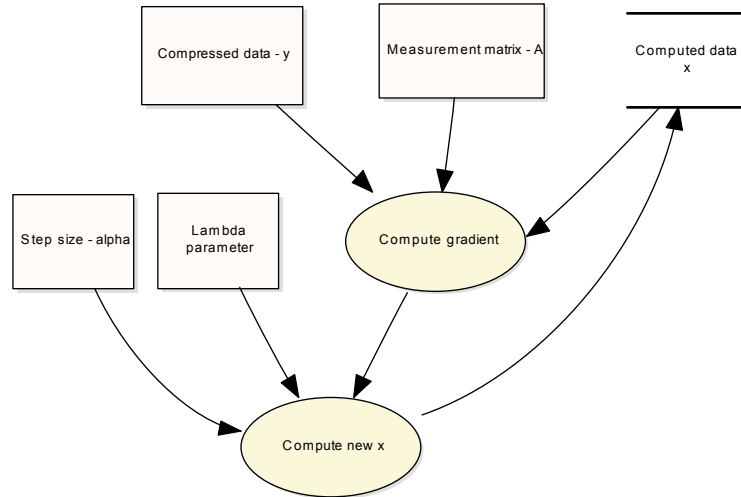 Compressed data - y
Measurement matrix - A
Computed data
x
Step size - alpha
Lambda
parameter
Compute gradient
Compute new x